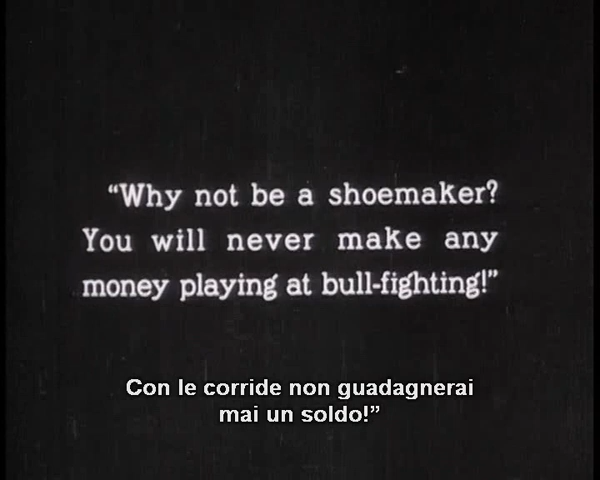 “Why not be a shoemaker?
You will never make any
money playing at bull-fighting!”
Con le corride non guadagnerai
mai un soldo!”